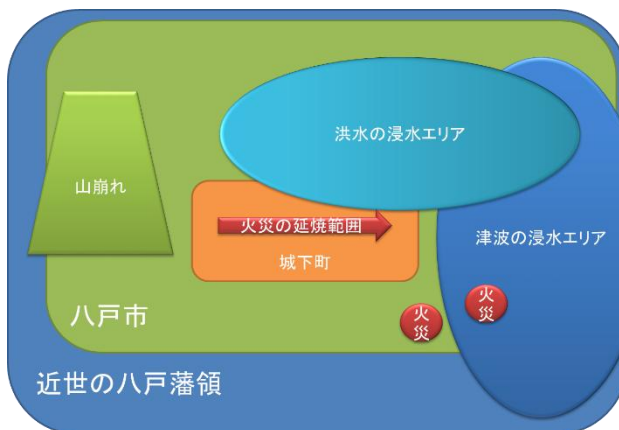 洪水の浸水エリア
山崩れ
火災の延焼範囲
津波の浸水エリア
城下町
火
災
火
災
八戸市
近世の八戸藩領